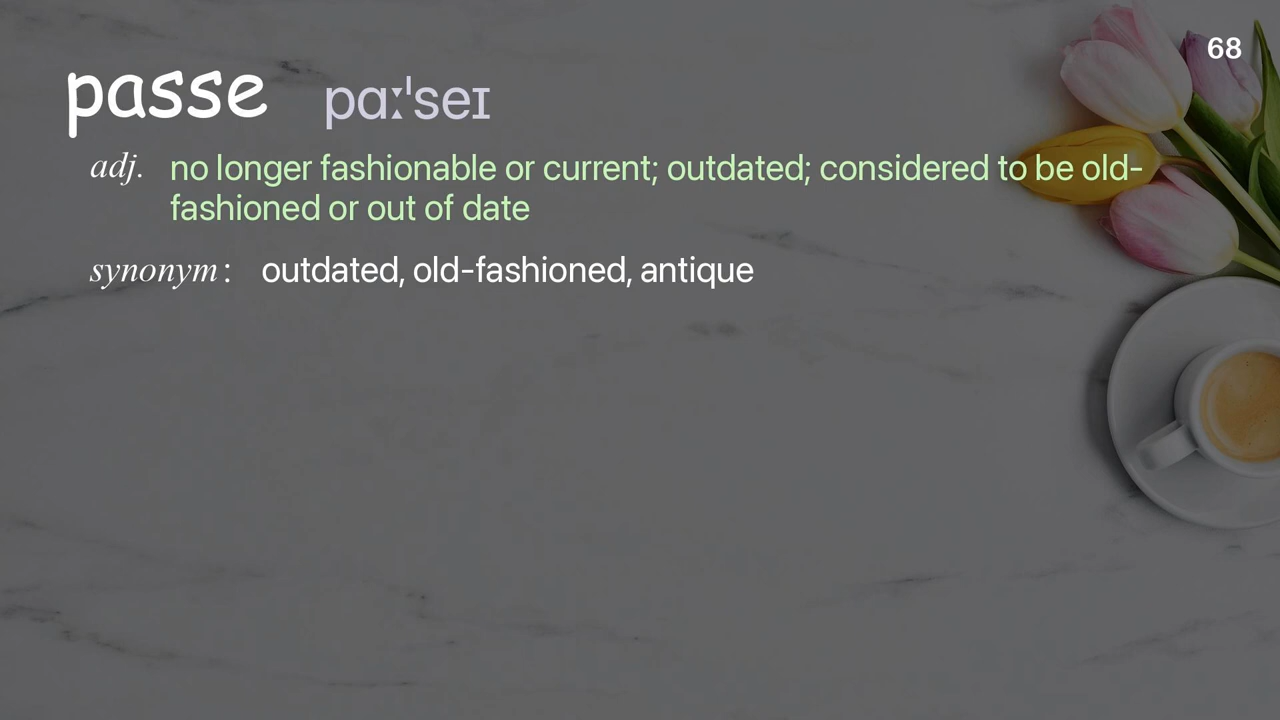 68
passe pɑːˈseɪ
adj. no longer fashionable or current; outdated; considered to be old-
fashioned or out of date
synonym: outdated, old-fashioned, antique